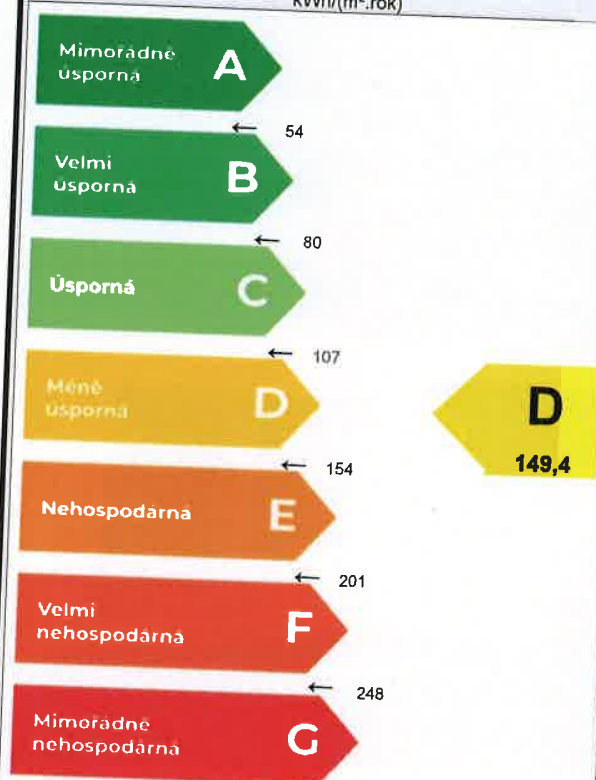 kWh/(m².rok)
Mimořádně
úsporná
A
← 54
Velmi
úsporná
B
← 80
Úsporná
C
← 107
Méně
úsporná
D
← 154
D
149,4
Nehospodárná
E
← 201
Velmi
nehospodárná
F
← 248
Mimořádně
nehospodárná
G